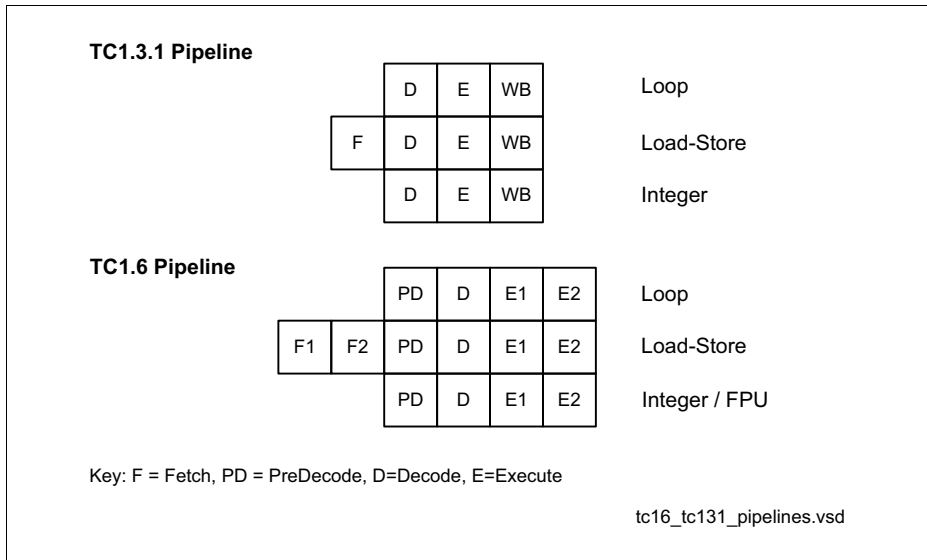 TC1.3.1 Pipeline
D E WB Loop
F D E WB Load-Store
D E WB Integer
TC1.6 Pipeline
PD D E1 E2 Loop
F1 F2 PD D E1 E2 Load-Store
PD D E1 E2 Integer / FPU
Key: F = Fetch, PD = PreDecode, D=Decode, E=Execute
tc16_tc131_pipelines.vsd